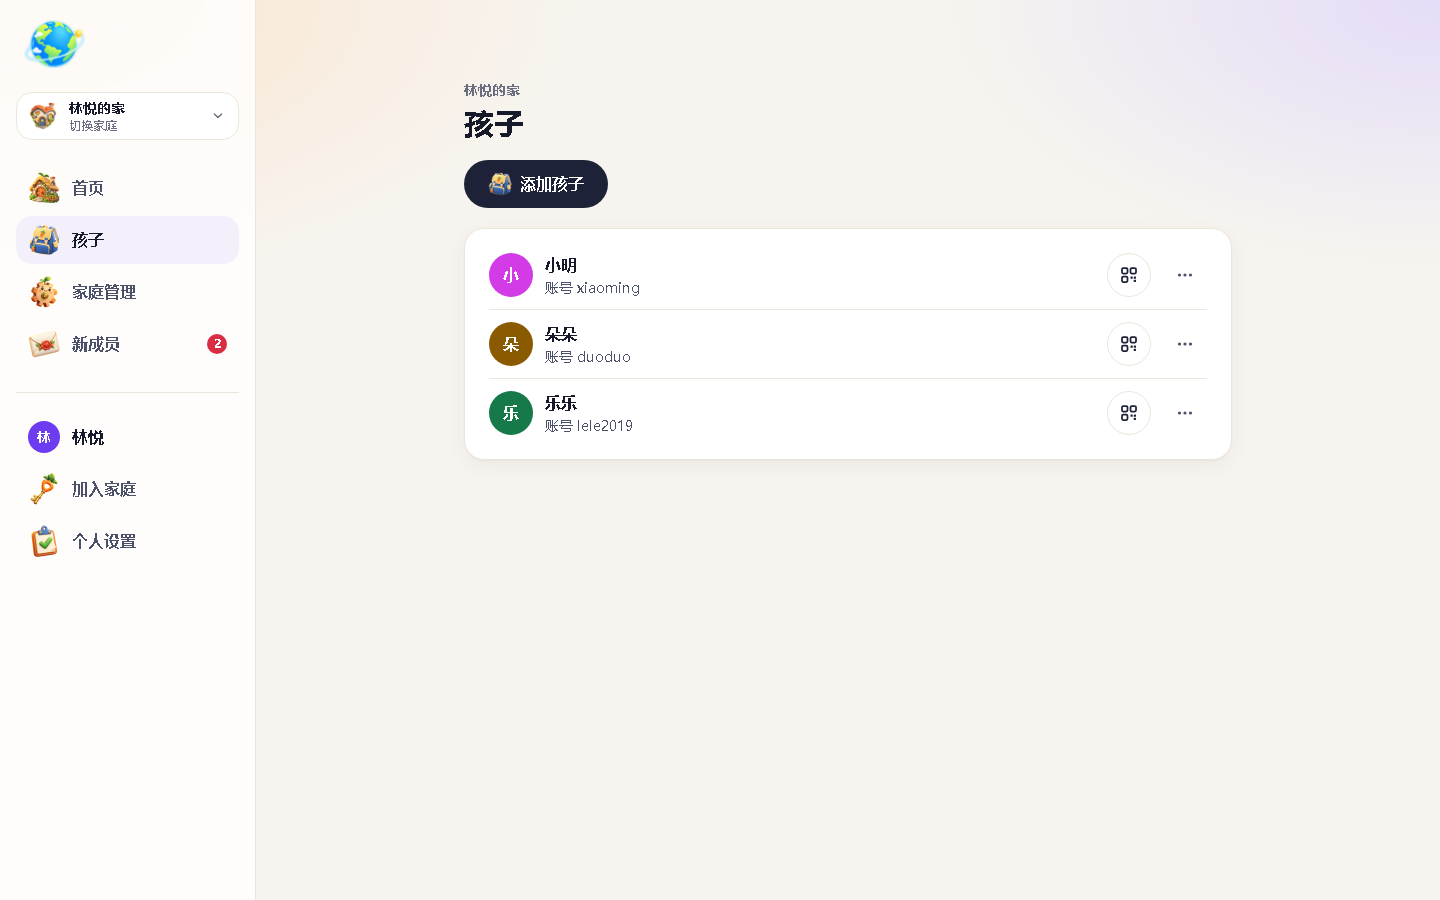 林悦的家
切换家庭
首页
孩子
家庭管理
新成员
2
林
林悦
加入家庭
个人设置
林悦的家
孩子
添加孩子
小
小明
账号 xiaoming
朵
朵朵
账号 duoduo
乐
乐乐
账号 lele2019